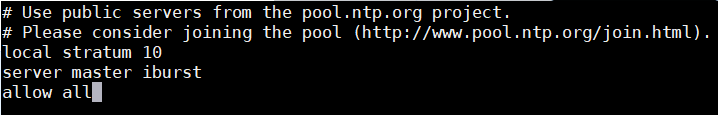 # Use public servers from the pool.ntp.org project.
# Please consider joining the pool (http://www.pool.ntp.org/join.html).
local stratum 10
server master iburst
allow all